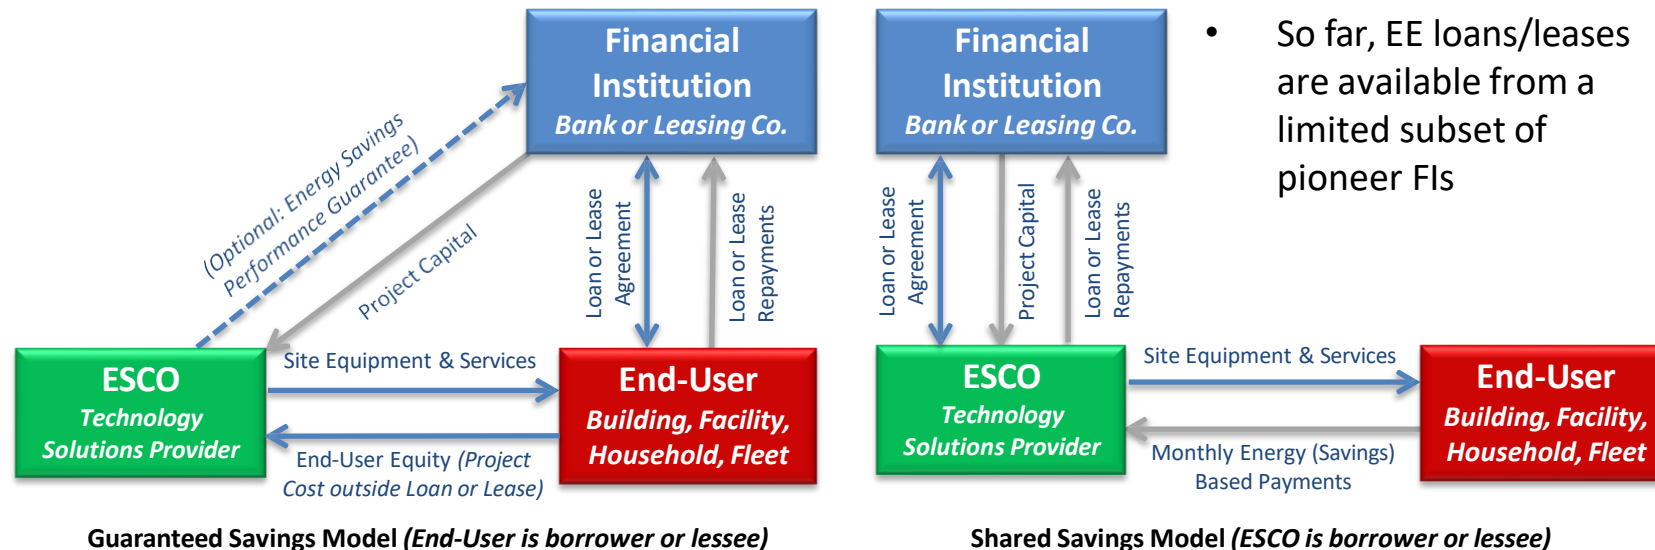 Financial
Institution
Bank or Leasing Co.
(Optional: Energy Savings
Performance Guarantee)
Project Capital
Loan or Lease
Agreement
Loan or Lease
Repayments
ESCO
Technology
Solutions Provider
Site Equipment & Services
End-User Equity (Project
Cost outside Loan or Lease)
End-User
Building, Facility,
Household, Fleet
Guaranteed Savings Model (End-User is borrower or lessee)
Financial
Institution
Bank or Leasing Co.
Loan or Lease
Agreement
Project Capital
Loan or Lease
Repayments
ESCO
Technology
Solutions Provider
Site Equipment & Services
Monthly Energy (Savings)
Based Payments
End-User
Building, Facility,
Household, Fleet
Shared Savings Model (ESCO is borrower or lessee)
• So far, EE loans/leases
are available from a
limited subset of
pioneer FIs